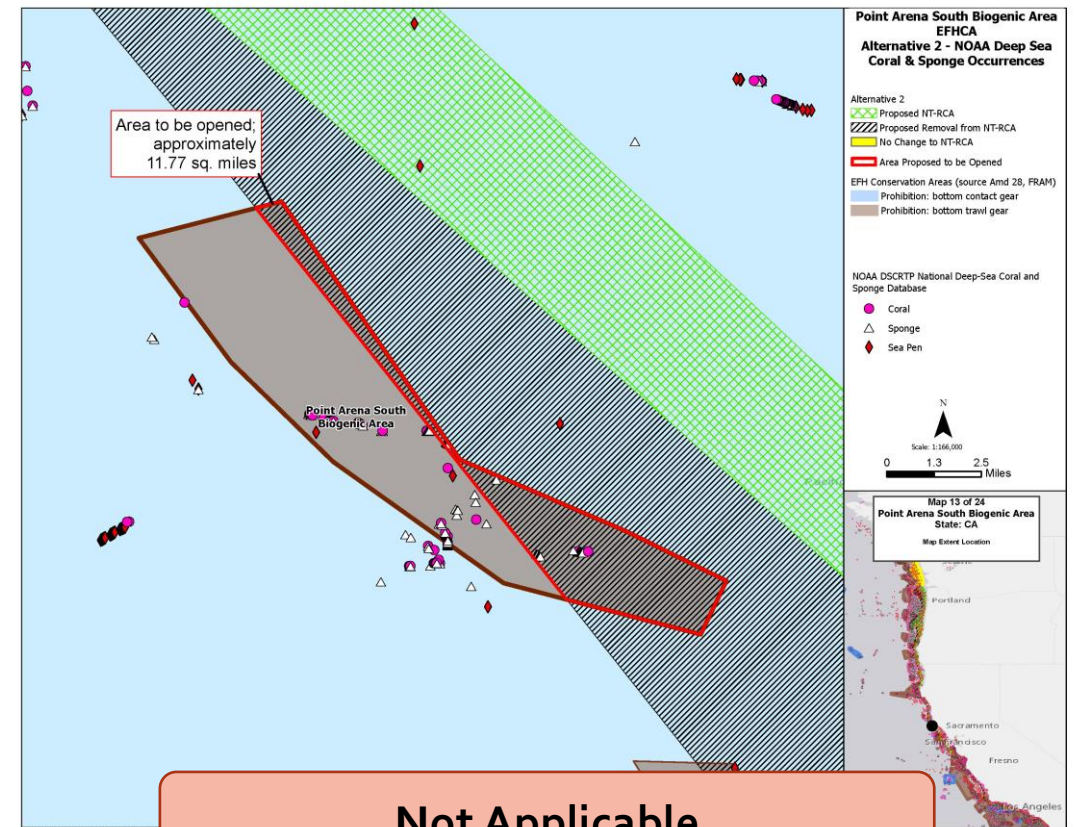 Point Arena South Biogenic Area
EFHCA
Alternative 2 - NOAA Deep Sea
Coral & Sponge Occurrences
Area to be opened;
approximately
11.77 sq. miles
Point Arena South
Biogenic Area
Alternative 2
Proposed NT-RCA
Proposed Removal from NT-RCA
No Change to NT-RCA
Area Proposed to be Opened
EFH Conservation Areas (source Amd 28, FRAM)
Prohibition: bottom contact gear
Prohibition: bottom trawl gear
NOAA DSCRTP National Deep-Sea Coral and
Sponge Database
Coral
Sponge
Sea Pen
N
Scale: 1:166,000
0 1.3 2.5
Miles
Map 13 of 24
Point Arena South Biogenic Area
State: CA
Map Extent Location
Portland
Sacramento
San Francisco
Fresno
Los Angeles
Not Applicable